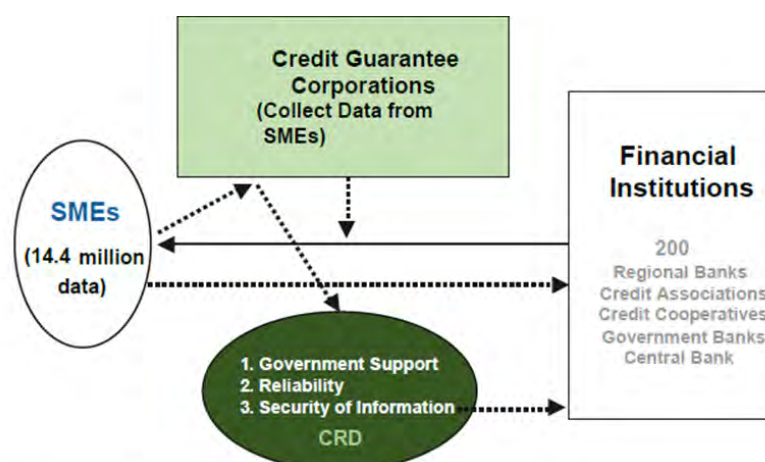 Credit Guarantee
Corporations
(Collect Data from
SMEs)
SMEs
(14.4 million
data)
Financial
Institutions
200
Regional Banks
Credit Associations
Credit Cooperatives
Government Banks
Central Bank
1. Government Support
2. Reliability
3. Security of Information
CRD